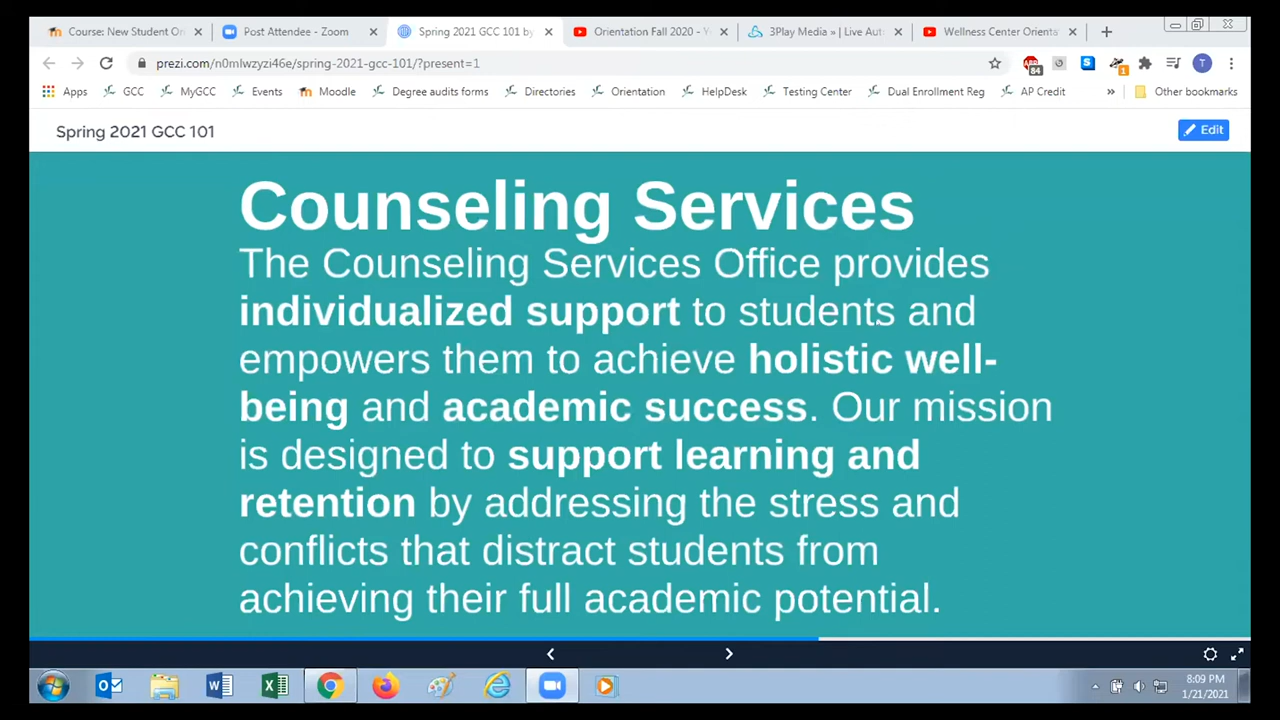 Course: New Student Ori
Post Attendee - Zoom
Spring 2021 GCC 101 by
Orientation Fall 2020 - Y
3Play Media » | Live Aut
Wellness Center Orienta
prezi.com/n0mlwzyzi46e/spring-2021-gcc-101/?present=1
84
1
T
Apps
GCC
MyGCC
Events
Moodle
Degree audits forms
Directories
Orientation
HelpDesk
Testing Center
Dual Enrollment Reg
AP Credit
»
Other bookmarks
Spring 2021 GCC 101
Edit
Counseling Services
The Counseling Services Office provides
individualized support to students and
empowers them to achieve holistic well-
being and academic success. Our mission
is designed to support learning and
retention by addressing the stress and
conflicts that distract students from
achieving their full academic potential.
8:09 PM
1/21/2021